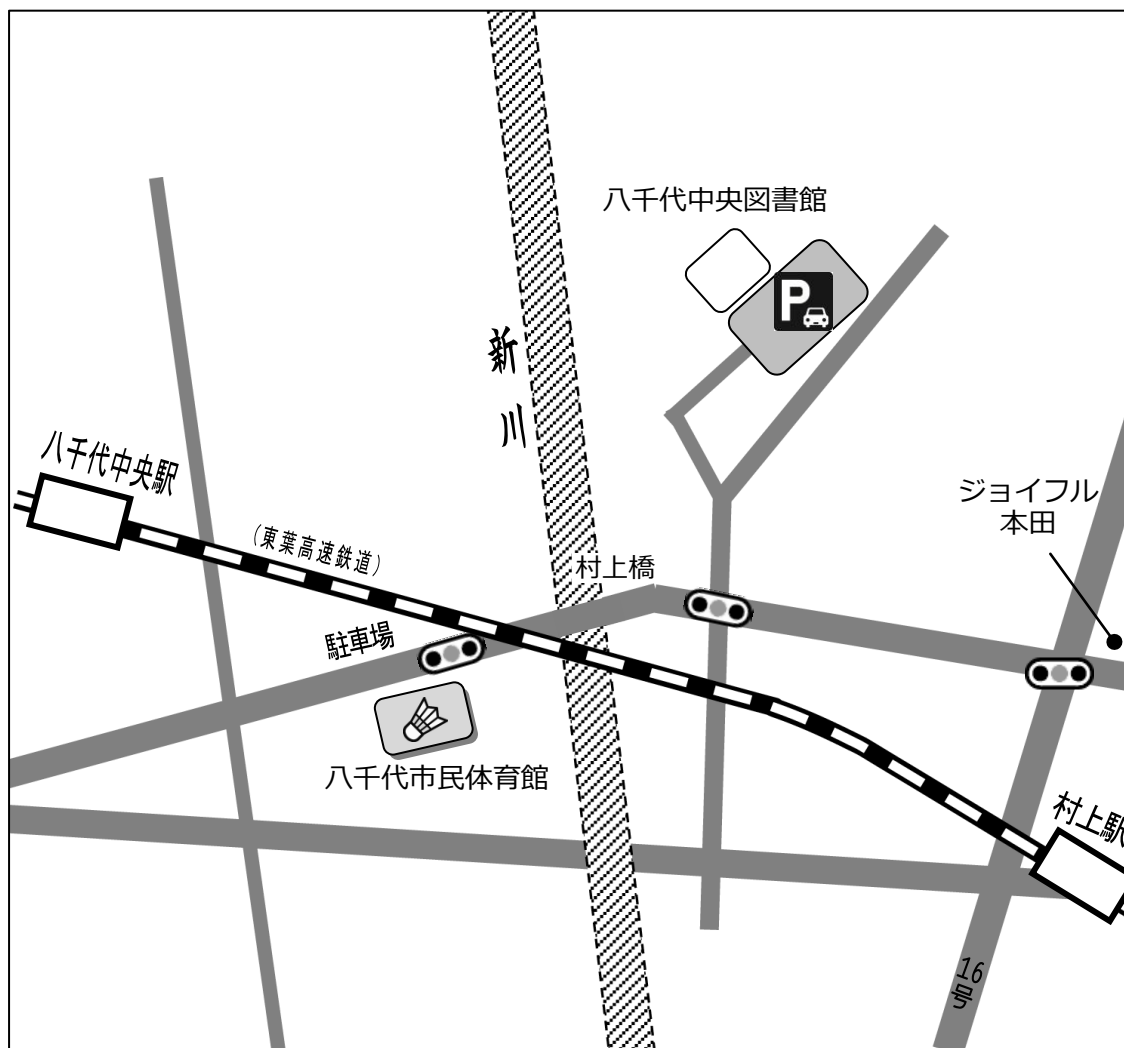 八千代中央図書館
P
新川
八千代中央駅
ジョイフル
本田
（東葉高速鉄道）
村上橋
駐車場
八千代市民体育館
村上駅
16号